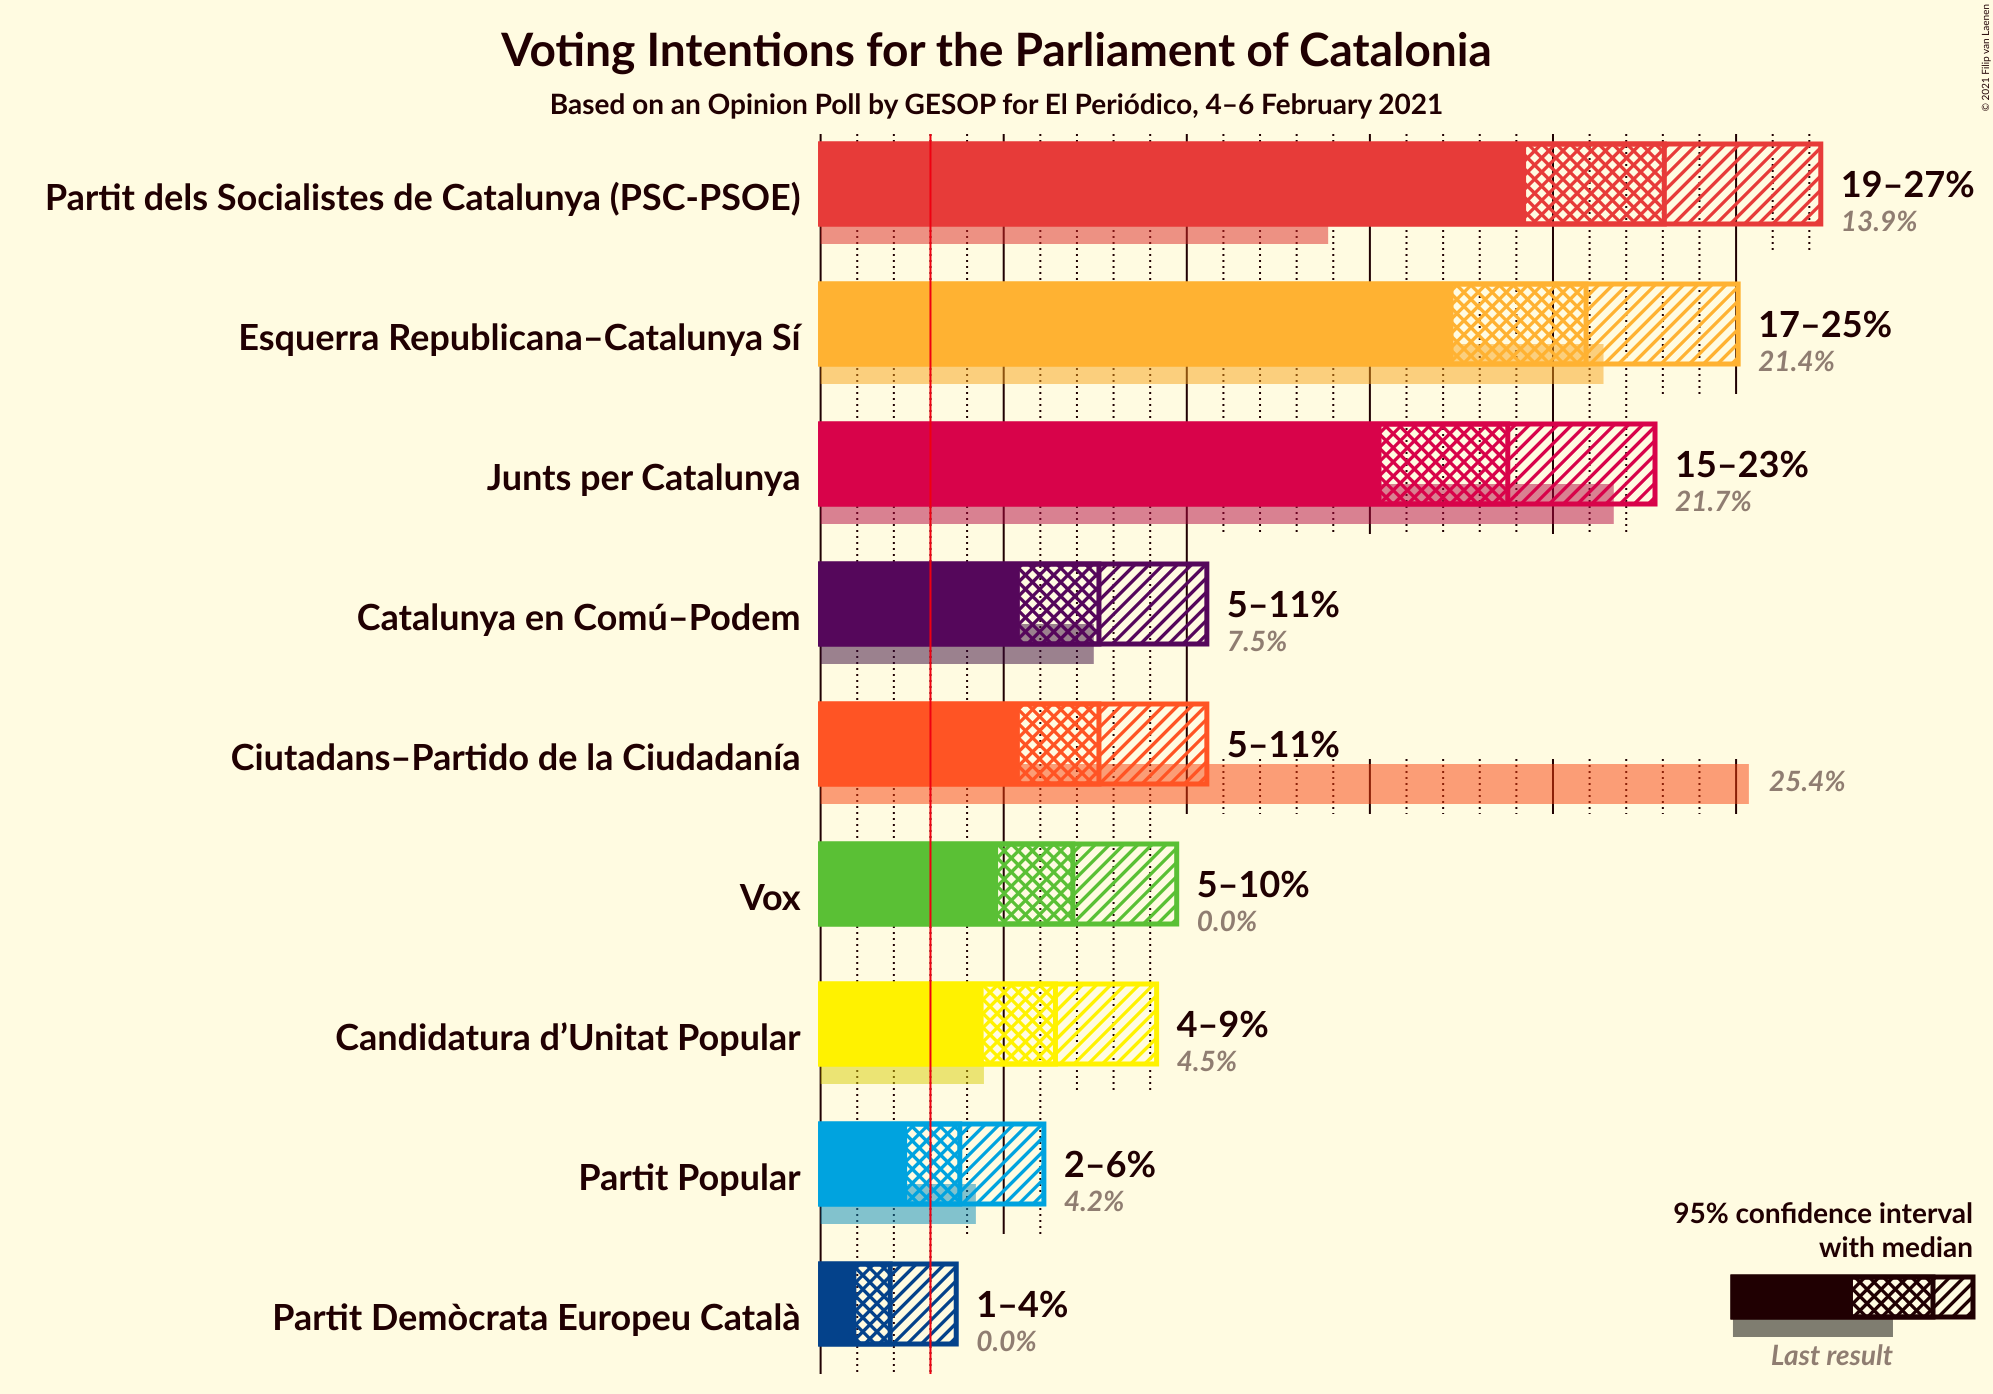 Voting Intentions for the Parliament of Catalonia
Based on an Opinion Poll by GESOP for El Periódico, 4–6 February 2021
© 2021 Filip van Laenen
Partit dels Socialistes de Catalunya (PSC-PSOE)
19–27%
13.9%
Esquerra Republicana–Catalunya Sí
17–25%
21.4%
Junts per Catalunya
15–23%
21.7%
Catalunya en Comú–Podem
5–11%
7.5%
Ciutadans–Partido de la Ciudadanía
5–11%
25.4%
Vox
5–10%
0.0%
Candidatura d’Unitat Popular
4–9%
4.5%
Partit Popular
2–6%
4.2%
Partit Demòcrata Europeu Català
1–4%
0.0%
95% confidence interval
with median
Last result